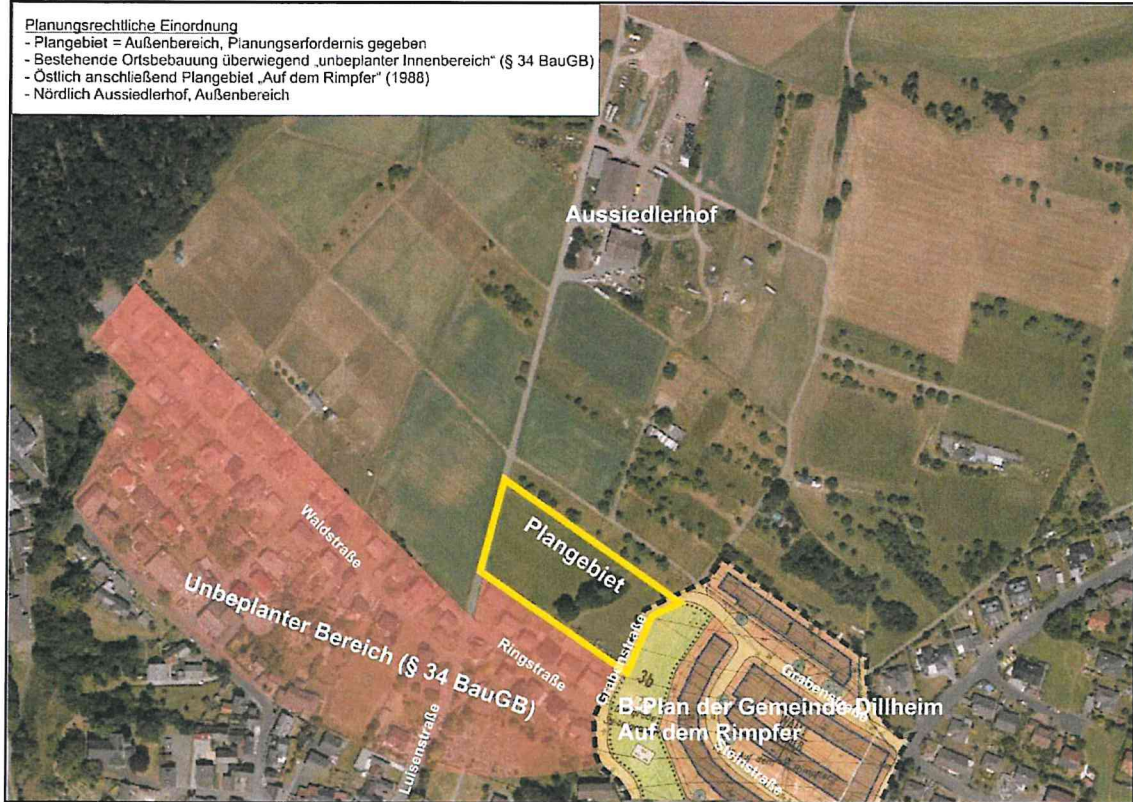 Planungsrechtliche Einordnung
- Plangebiet = Außenbereich, Planungserfordernis gegeben
- Bestehende Ortsbebauung überwiegend „unbeplanter Innenbereich“ (§ 34 BauGB)
- Östlich anschließend Plangebiet „Auf dem Rimpfer“ (1988)
- Nördlich Aussiedlerhof, Außenbereich
Aussiedlerhof
Plangebiet
Waldstraße
Unbeplanter Bereich (§ 34 BauGB)
Ringstraße
Luisenstraße
Grabenstraße
3b
Grabenstraße
B-Plan der Gemeinde Dillheim
Auf dem Rimpfer
Steinstraße